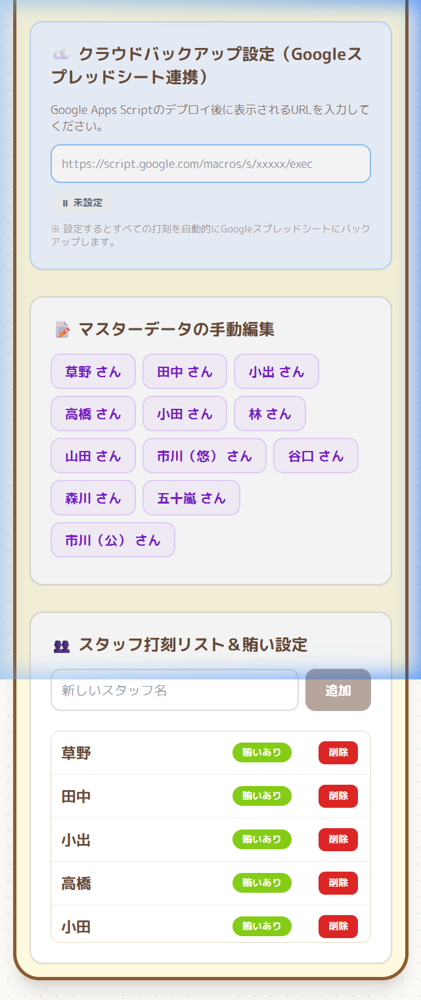 クラウドバックアップ設定（Googleス
プレッドシート連携）
Google Apps Scriptのデプロイ後に表示されるURLを入力して
ください。
https://script.google.com/macros/s/xxxxx/exec
⏸ 未設定
※ 設定するとすべての打刻を自動的にGoogleスプレッドシートにバック
アップします。
マスターデータの手動編集
草野 さん 田中 さん 小出 さん
高橋 さん 小田 さん 林 さん
山田 さん 市川（悠） さん 谷口 さん
森川 さん 五十嵐 さん
市川（公） さん
スタッフ打刻リスト＆賄い設定
新しいスタッフ名 追加
草野 賄いあり 削除
田中 賄いあり 削除
小出 賄いあり 削除
高橋 賄いあり 削除
小田 賄いあり 削除